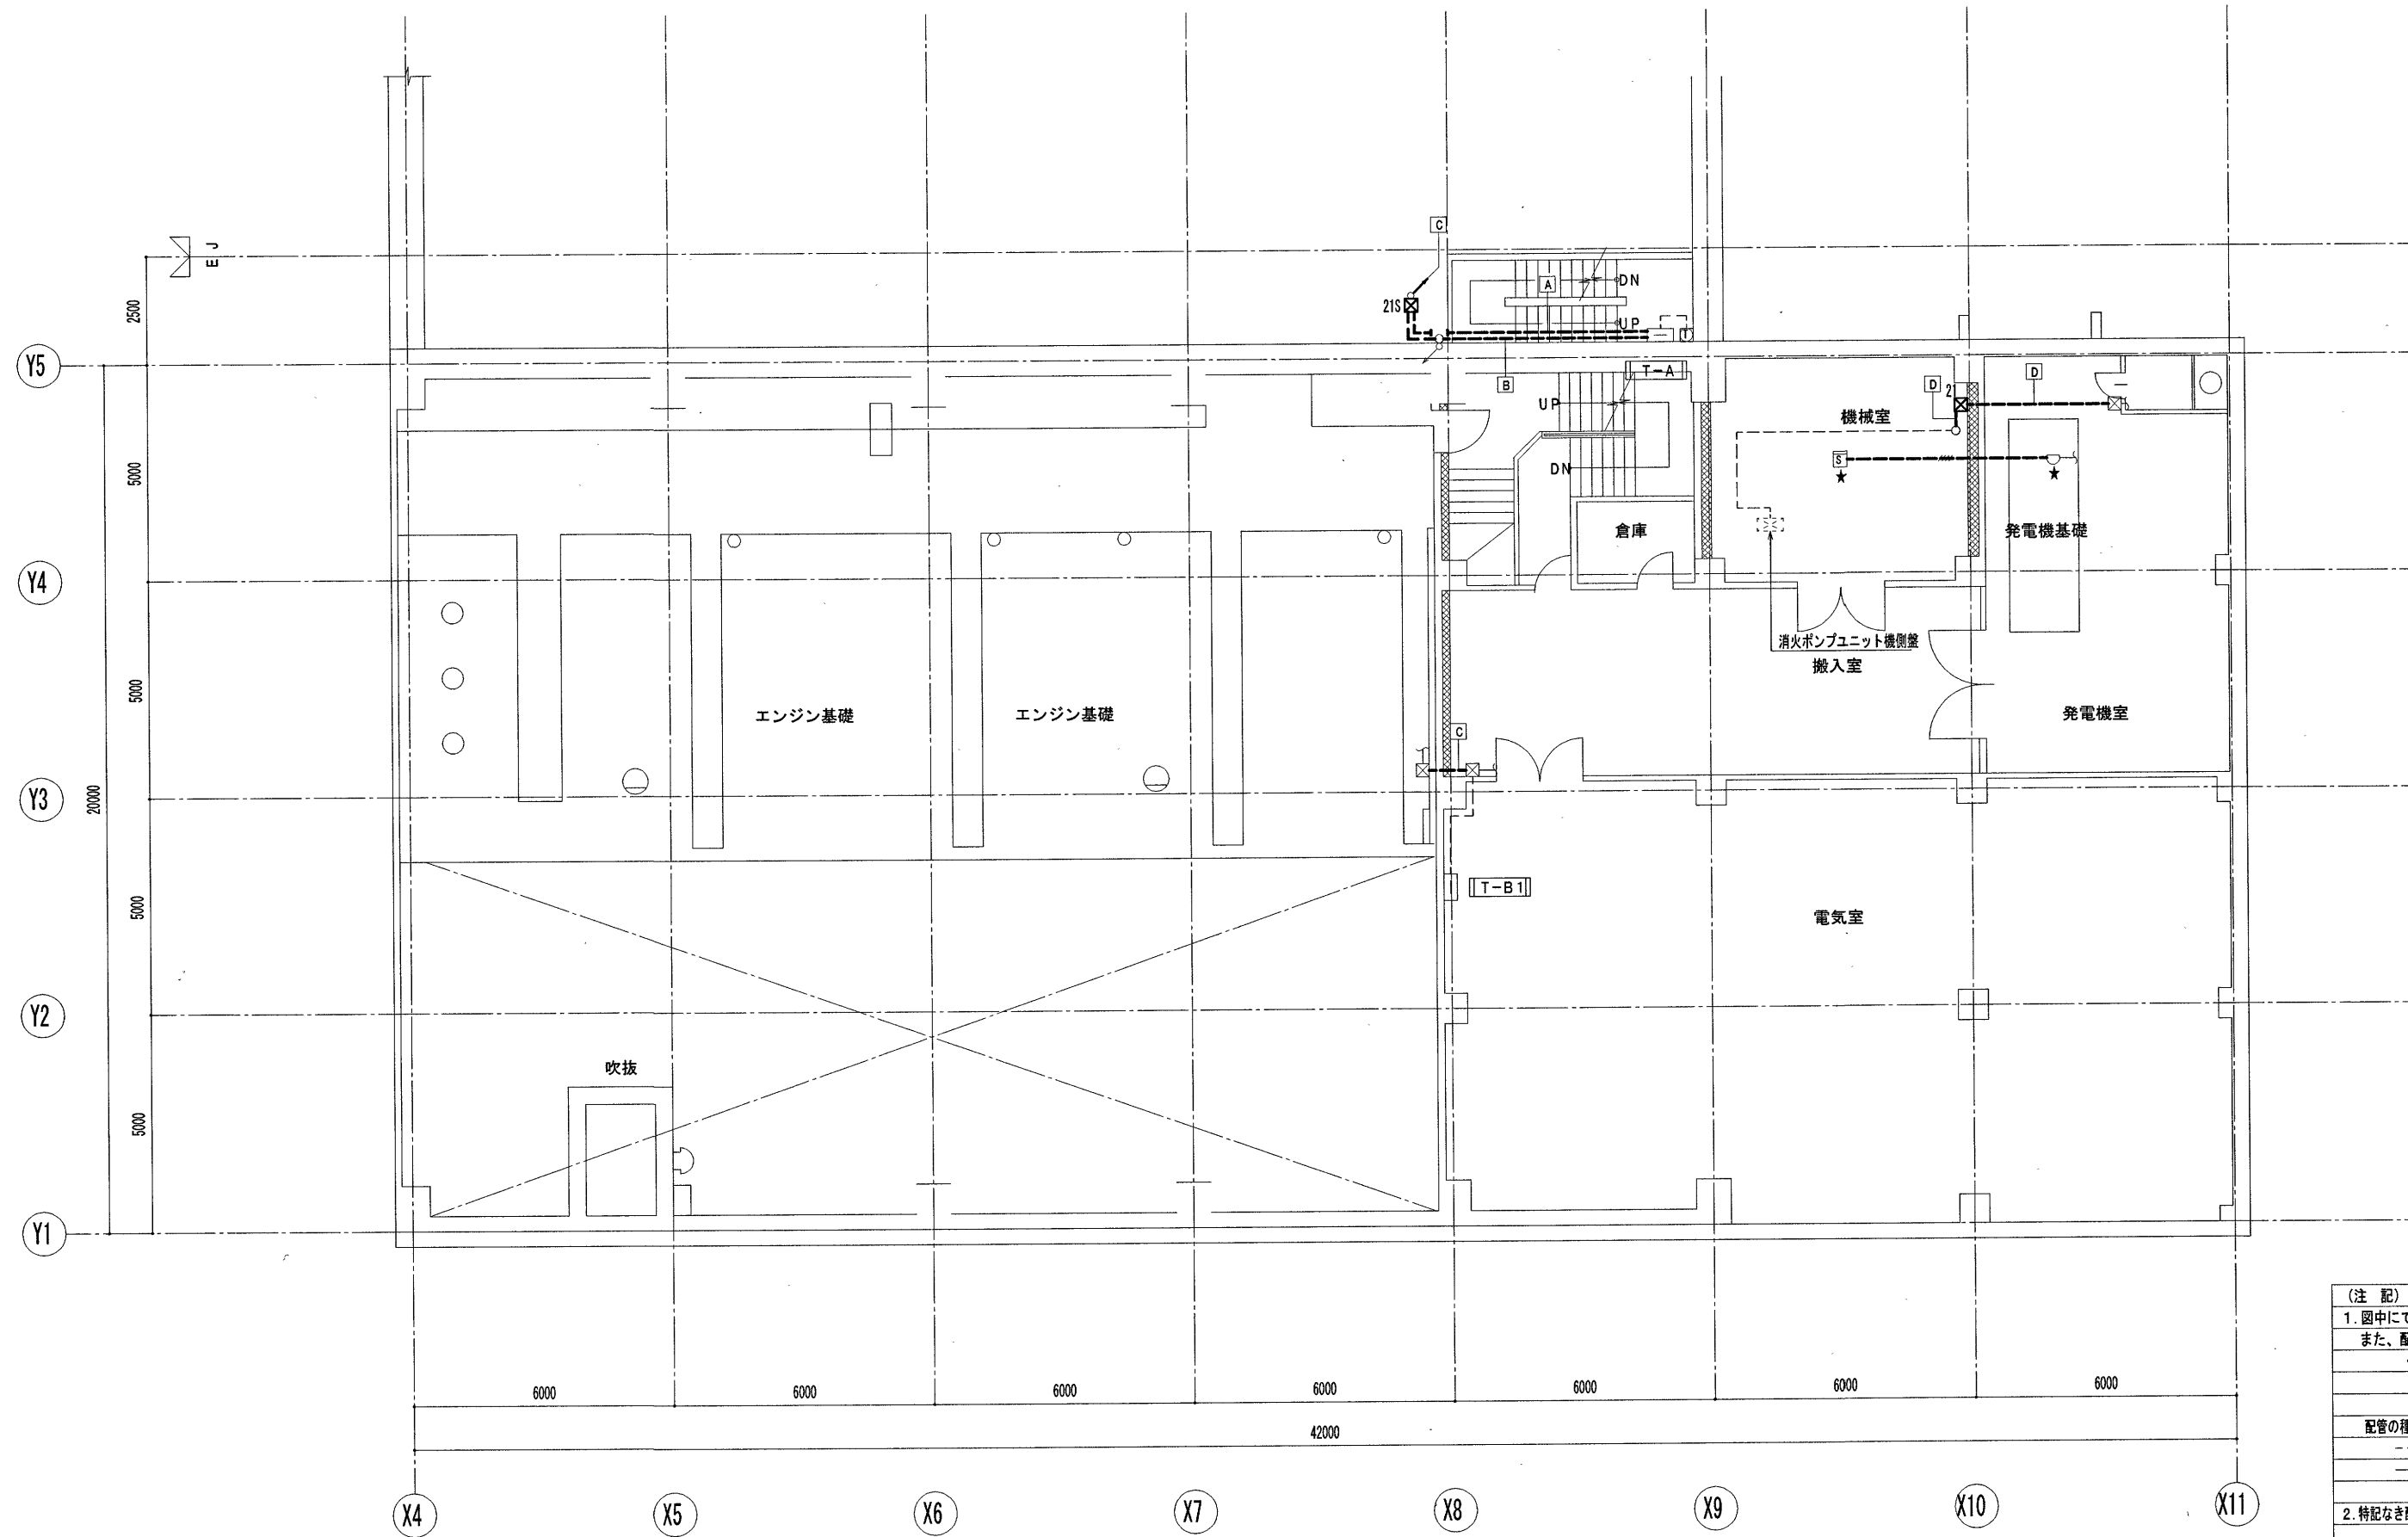 C
EJ
2500
21S
A
DN
UP
Y5
B
T-A
UP
DN
D
21
D
機械室
5000
S
★
★
倉庫
発電機基礎
Y4
消火ポンプユニット機側盤
搬入室
5000
エンジン基礎
エンジン基礎
発電機室
C
Y3
20000
T-B1
電気室
5000
Y2
吹抜
5000
Y1
(注 記)
1.図中に
また、配
6000
6000
6000
6000
6000
6000
6000
42000
配管の種
2.特記なき
X4
X5
X6
X7
X8
X9
X10
X11